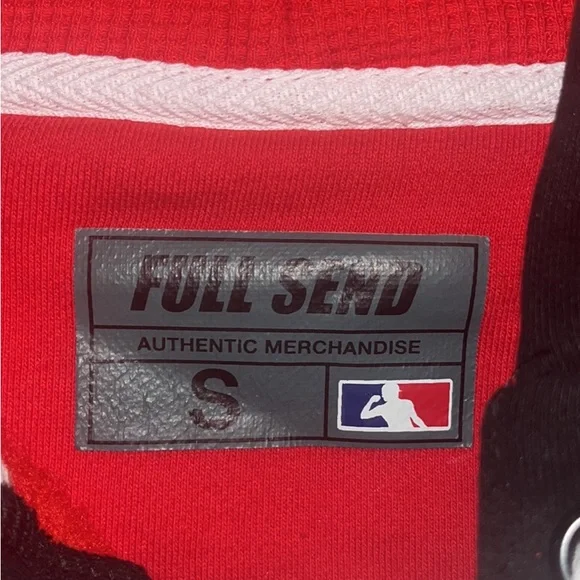 FULL SEND
AUTHENTIC MERCHANDISE
S